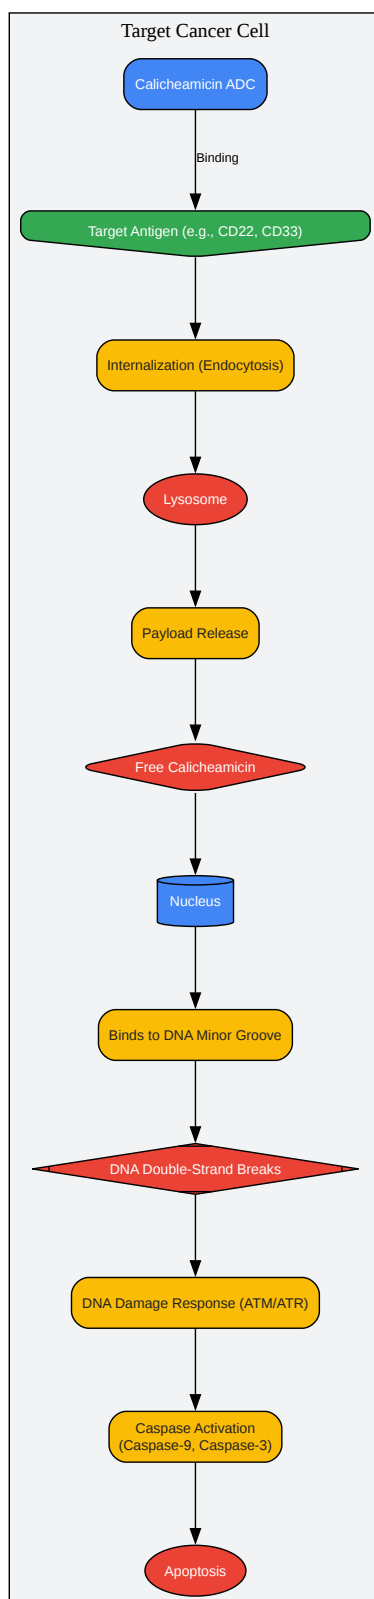 Target Cancer Cell
Calicheamicin ADC
Binding
Target Antigen (e.g., CD22, CD33)
Internalization (Endocytosis)
Lysosome
Payload Release
Free Calicheamicin
Nucleus
Binds to DNA Minor Groove
DNA Double-Strand Breaks
DNA Damage Response (ATM/ATR)
Caspase Activation
(Caspase-9, Caspase-3)
Apoptosis